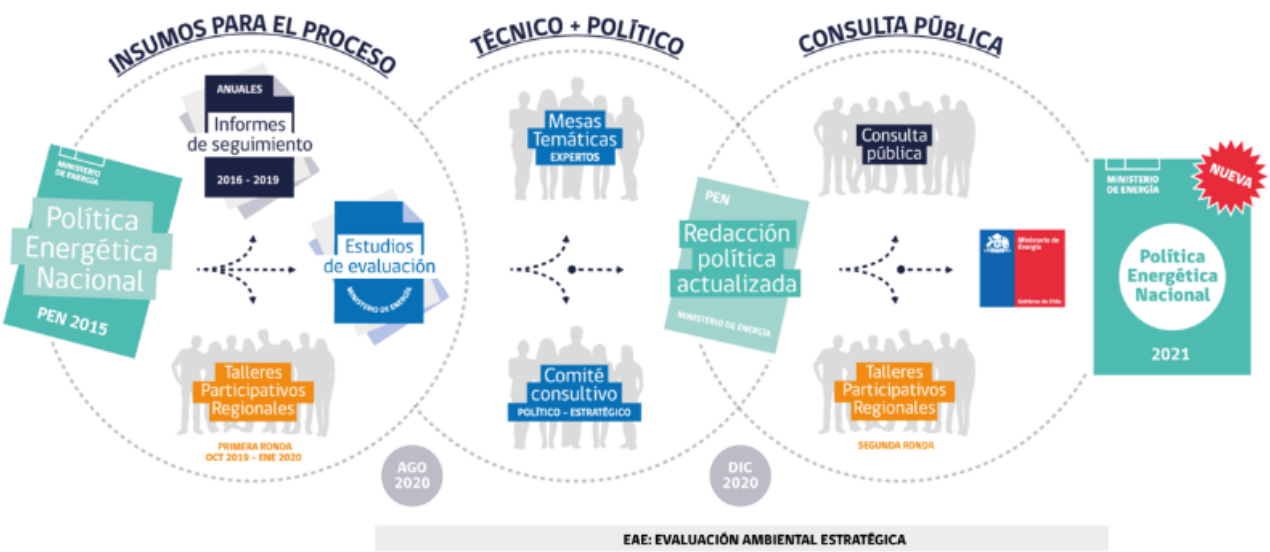 INSUMOS PARA EL PROCESO
ANUALES
Informes
de seguimiento
2016 - 2019
MINISTERIO
DE ENERGÍA
Política
Energética
Nacional
PEN 2015
Estudios
de evaluación
MINISTERIO DE ENERGÍA
Talleres
Participativos
Regionales
PRIMERA RONDA
OCT 2019 - ENE 2020
AGO
2020
TÉCNICO + POLÍTICO
Mesas
Temáticas
EXPERTOS
PEN
Redacción
política
actualizada
MINISTERIO DE ENERGÍA
Comité
consultivo
POLÍTICO - ESTRATÉGICO
DIC
2020
CONSULTA PÚBLICA
Consulta
pública
Ministerio de
Energía
Gobierno de Chile
Talleres
Participativos
Regionales
SEGUNDA RONDA
NUEVA
MINISTERIO
DE ENERGÍA
Política
Energética
Nacional
2021
EAE: EVALUACIÓN AMBIENTAL ESTRATÉGICA